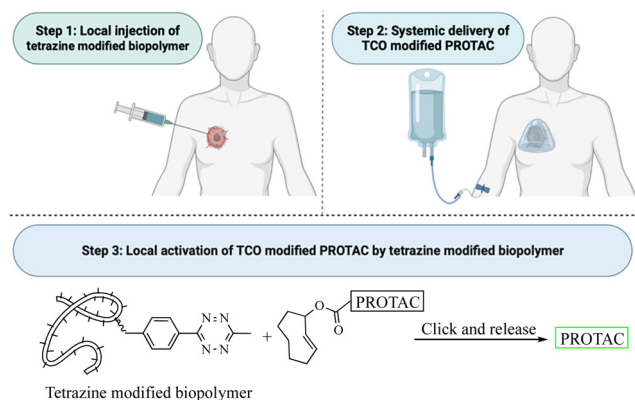 Step 1: Local injection of
tetrazine modified biopolymer
Step 2: Systemic delivery of
TCO modified PROTAC
Step 3: Local activation of TCO modified PROTAC by tetrazine modified biopolymer
N=N
N=N
+
O
O
PROTAC
Click and release
PROTAC
Tetrazine modified biopolymer